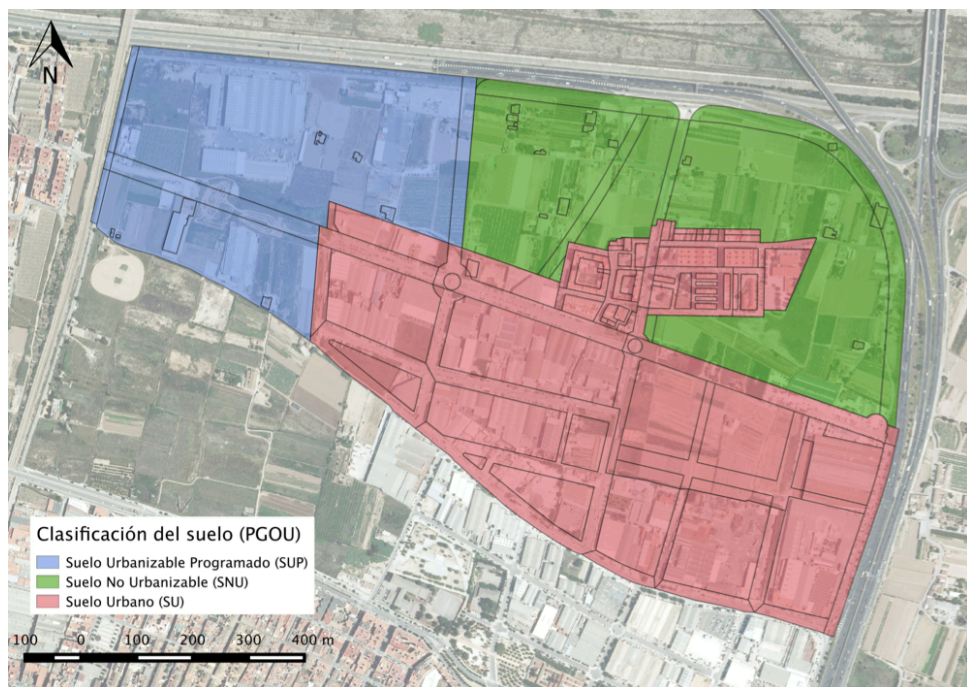 N
Clasificación del suelo (PGOU)
Suelo Urbanizable Programado (SUP)
Suelo No Urbanizable (SNU)
Suelo Urbano (SU)
100 0 100 200 300 400 m